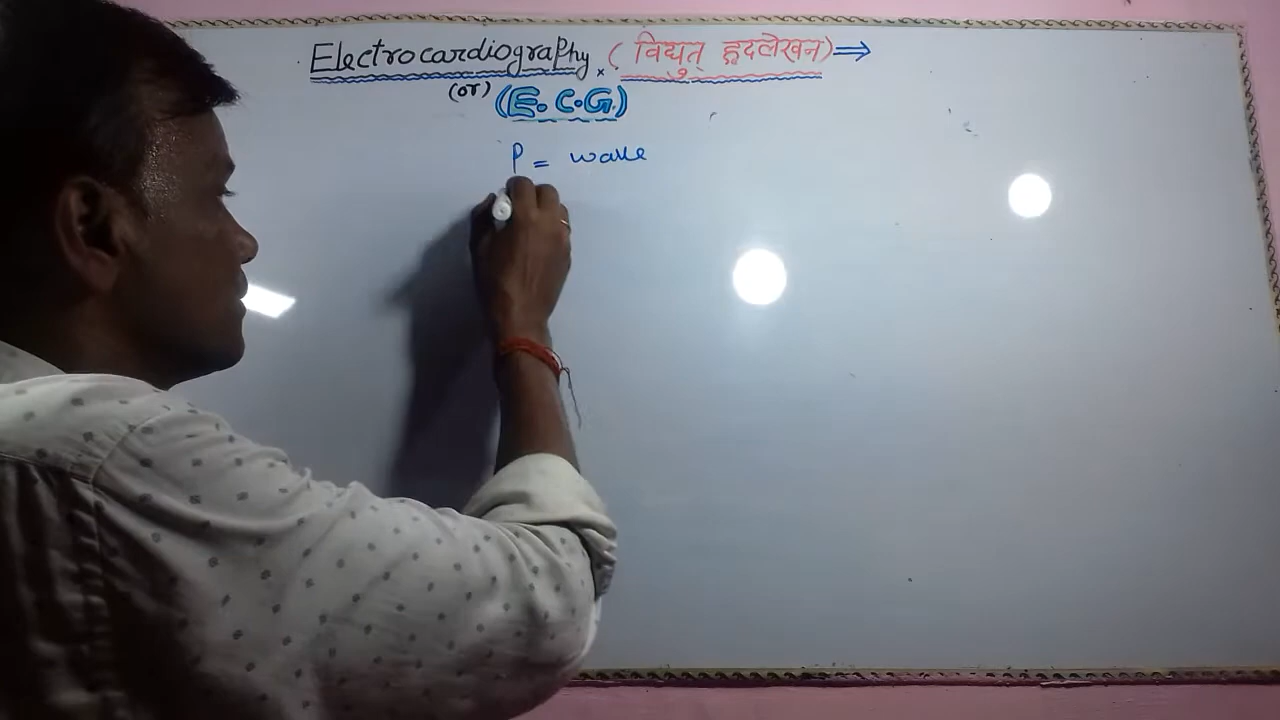 Electrocardiography (विद्युत् हृदलेखन) ⇒
(or) (E.C.G.)
P = wave